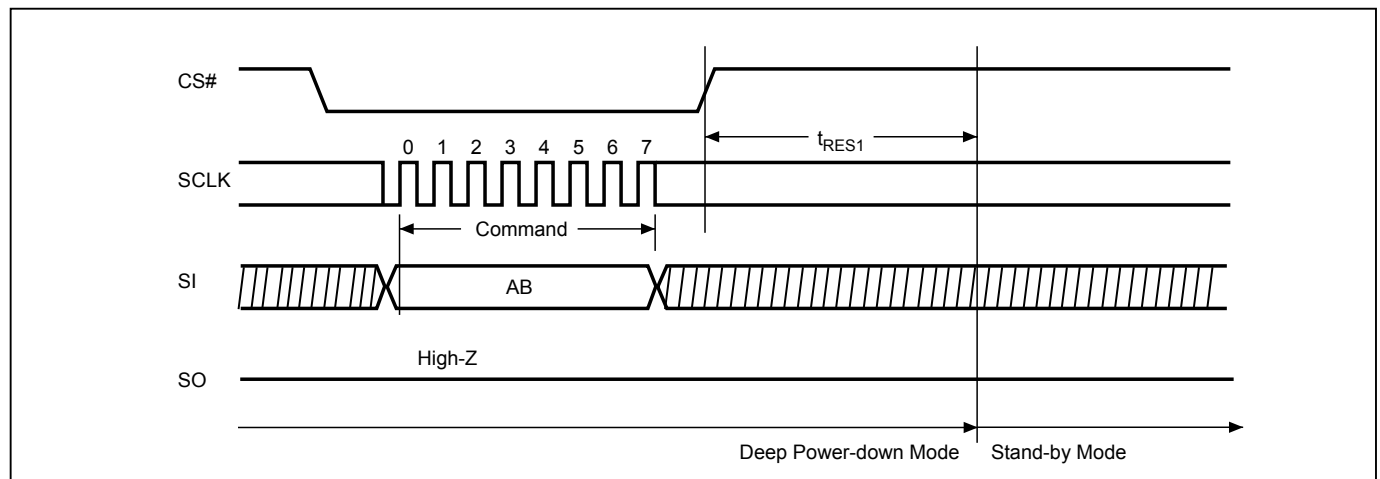 CS#
tRES1
0 1 2 3 4 5 6 7
SCLK
Command
SI
AB
High-Z
SO
Deep Power-down Mode Stand-by Mode